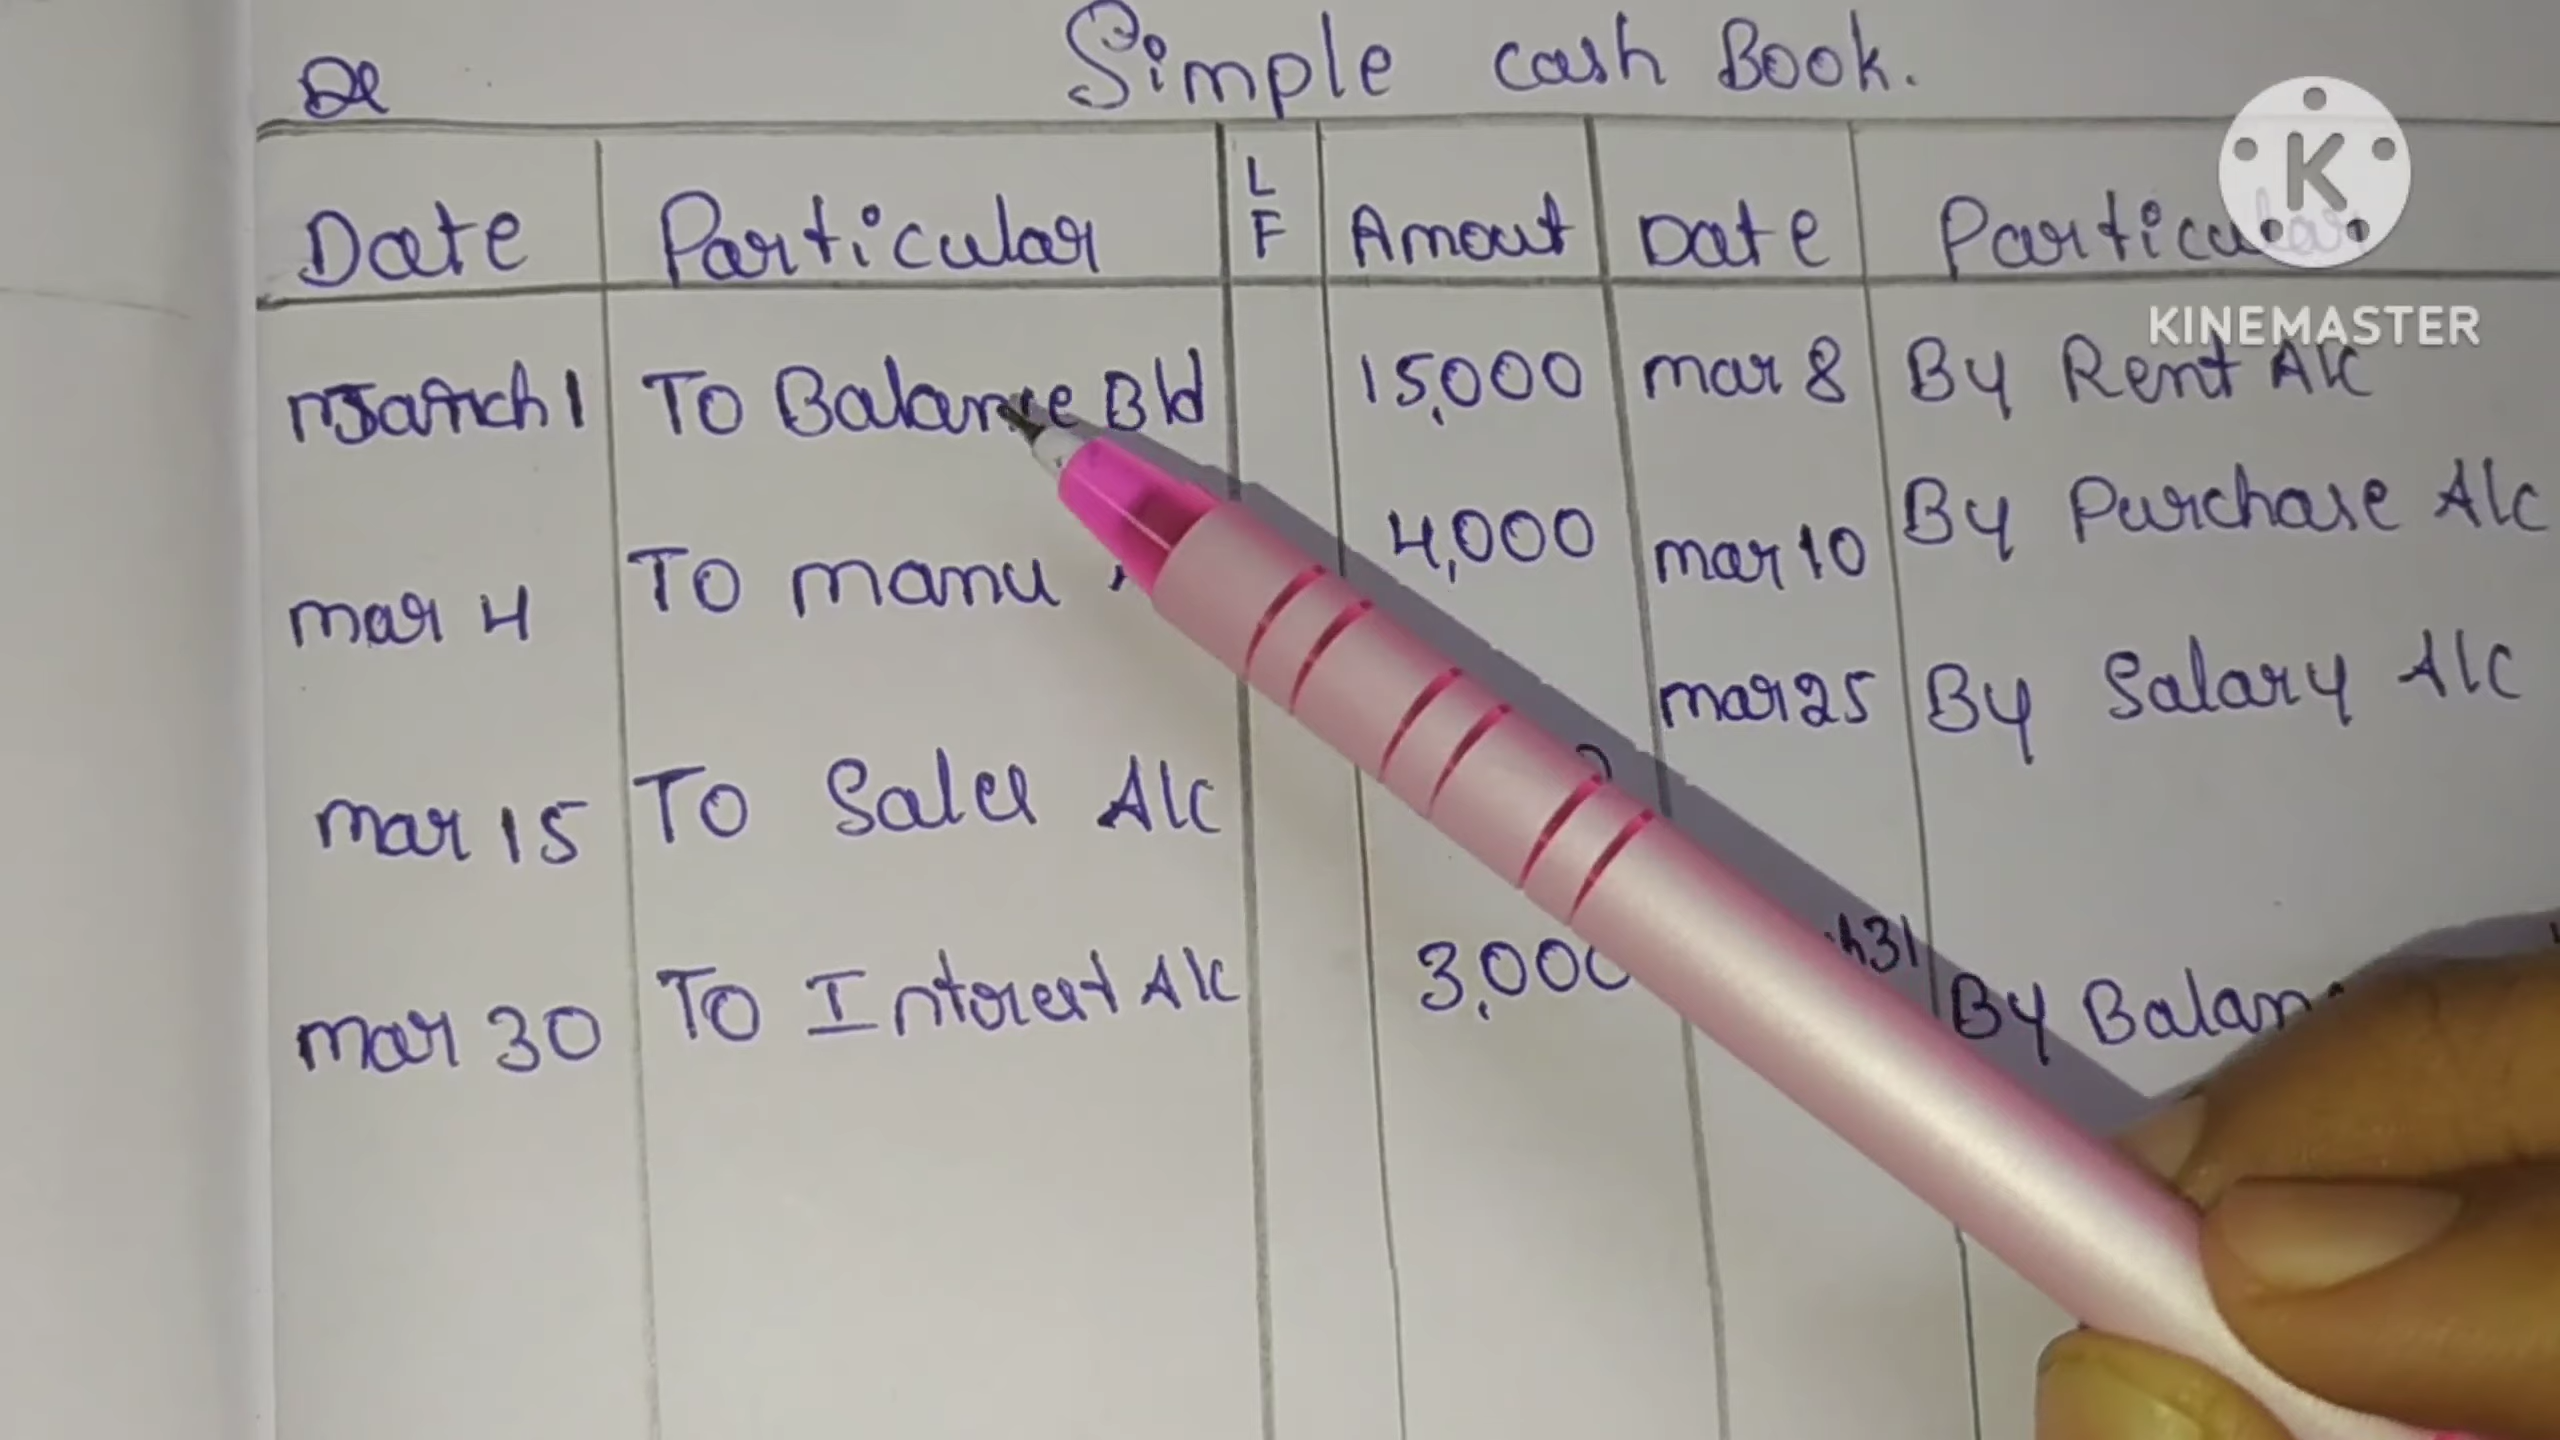 Dr Simple cash Book.
Date Particular L F Amout Date Particular
KINEMASTER
March 1 To Balance B/d 15,000 mar 8 By Rent A/c
mar 4 To manu 4,000 mar 10 By Purchase A/c
mar 25 By Salary A/c
mar 15 To Sales A/c
mar 30 To Interest A/c 3,000 h31 By Balan